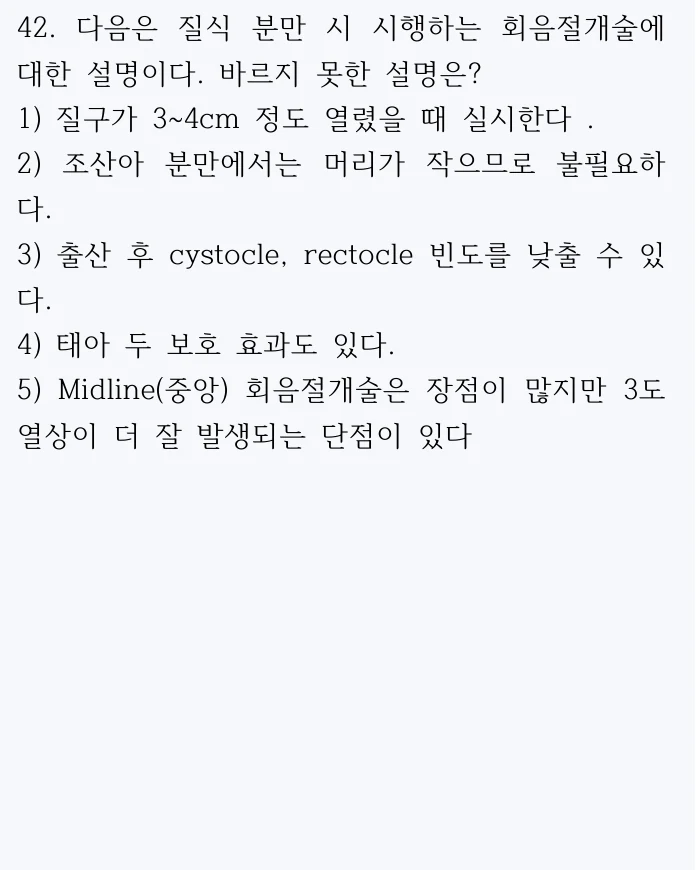 42. 다음은 질식 분만 시 시행하는 회음절개술에
대한 설명이다. 바르지 못한 설명은?
1) 질구가 3~4cm 정도 열렸을 때 실시한다 .
2) 조산아 분만에서는 머리가 작으므로 불필요하
다.
3) 출산 후 cystocle, rectocle 빈도를 낮출 수 있
다.
4) 태아 두 보호 효과도 있다.
5) Midline(중앙) 회음절개술은 장점이 많지만 3도
열상이 더 잘 발생되는 단점이 있다